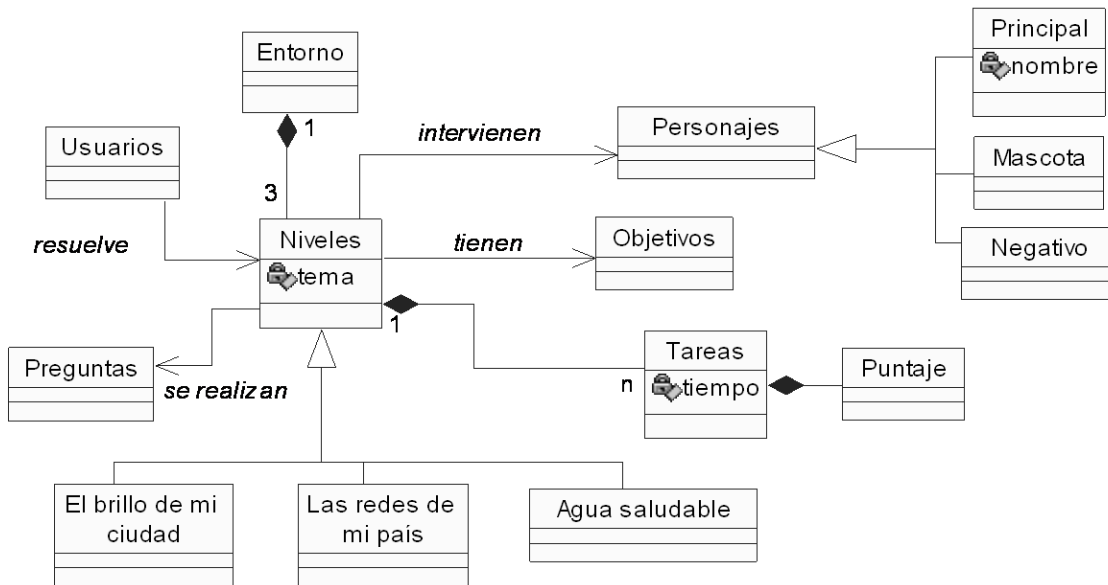 Entorno
1
3
Usuarios
resuelve
Niveles
tema
intervienen
Personajes
Principal
nombre
Mascota
Negativo
tienen
Objetivos
1
n
Tareas
tiempo
Puntaje
Preguntas
se realizan
El brillo de mi
ciudad
Las redes de
mi país
Agua saludable